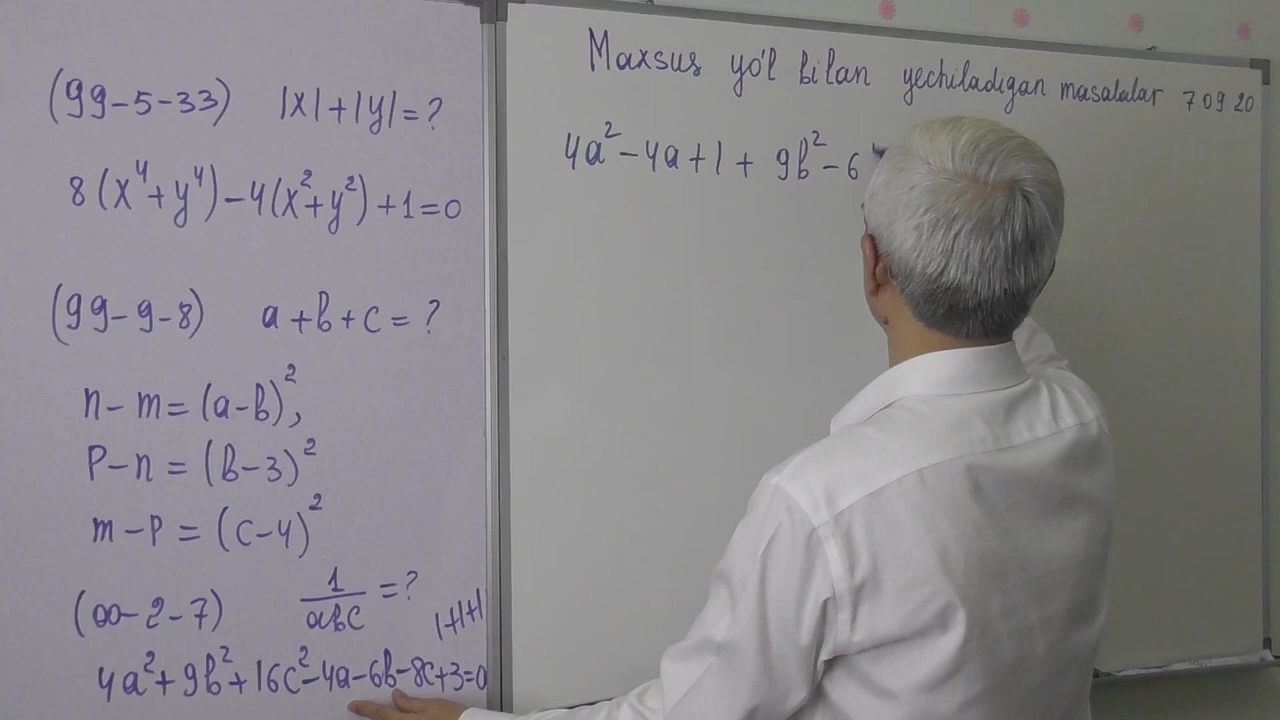 (99-5-33) |x|+|y|=?
8(x⁴+y⁴)-4(x²+y²)+1=0
(99-9-8) a+b+c=?
n-m=(a-b)²,
P-n=(b-3)²
m-P=(c-4)²
(00-2-7) 1/abc=?
1+1+1
4a²+9b²+16c²-4a-6b-8c+3=0
Maxsus yo'l bilan yechiladigan masalalar 7.09.20
4a²-4a+1+9b²-6